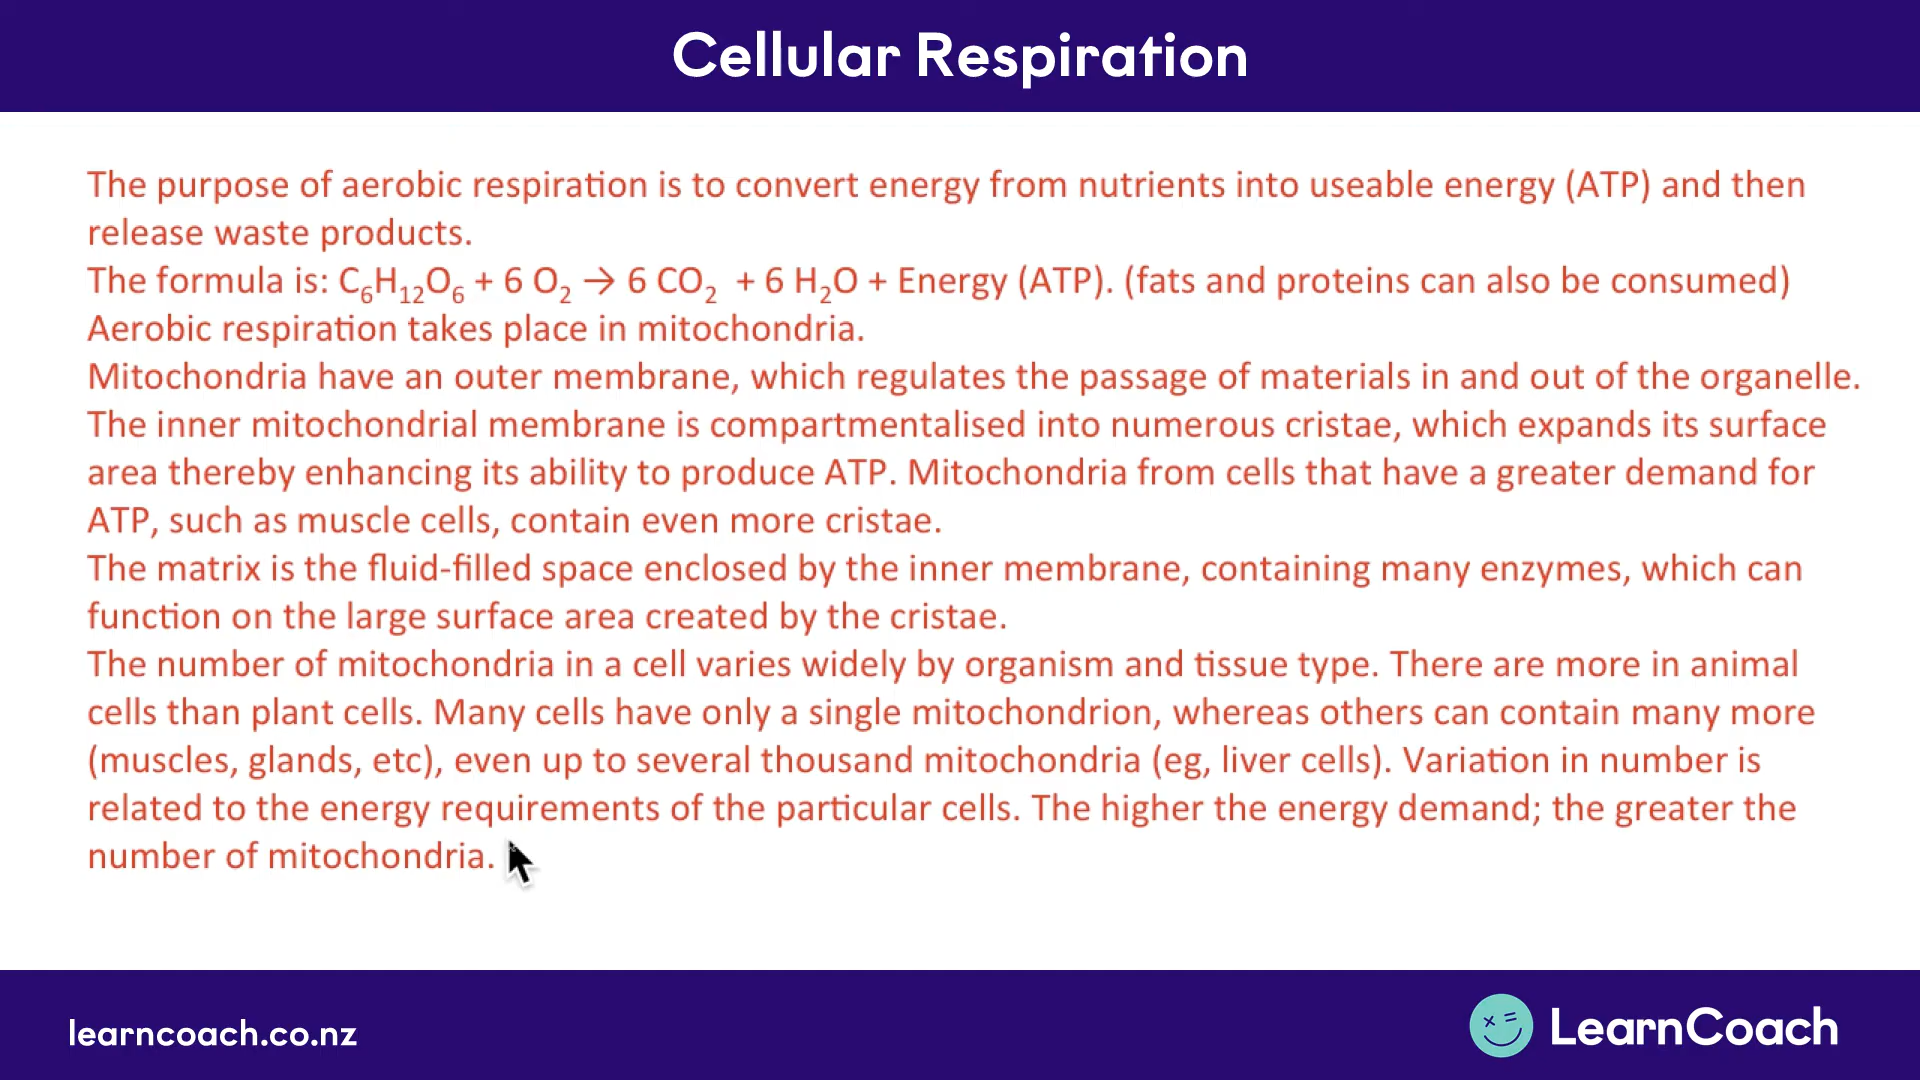 Cellular Respiration
The purpose of aerobic respiration is to convert energy from nutrients into useable energy (ATP) and then
release waste products.
The formula is: C₆H₁₂O₆ + 6 O₂ → 6 CO₂ + 6 H₂O + Energy (ATP). (fats and proteins can also be consumed)
Aerobic respiration takes place in mitochondria.
Mitochondria have an outer membrane, which regulates the passage of materials in and out of the organelle.
The inner mitochondrial membrane is compartmentalised into numerous cristae, which expands its surface
area thereby enhancing its ability to produce ATP. Mitochondria from cells that have a greater demand for
ATP, such as muscle cells, contain even more cristae.
The matrix is the fluid-filled space enclosed by the inner membrane, containing many enzymes, which can
function on the large surface area created by the cristae.
The number of mitochondria in a cell varies widely by organism and tissue type. There are more in animal
cells than plant cells. Many cells have only a single mitochondrion, whereas others can contain many more
(muscles, glands, etc), even up to several thousand mitochondria (eg, liver cells). Variation in number is
related to the energy requirements of the particular cells. The higher the energy demand; the greater the
number of mitochondria.
learncoach.co.nz
LearnCoach